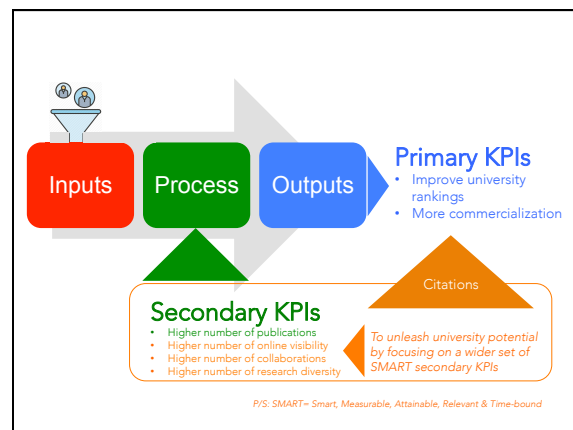 Inputs
Process
Outputs
Primary KPIs
• Improve university
rankings
• More commercialization
Citations
Secondary KPIs
• Higher number of publications
• Higher number of online visibility
• Higher number of collaborations
• Higher number of research diversity
To unleash university potential
by focusing on a wider set of
SMART secondary KPIs
P/S: SMART= Smart, Measurable, Attainable, Relevant & Time-bound